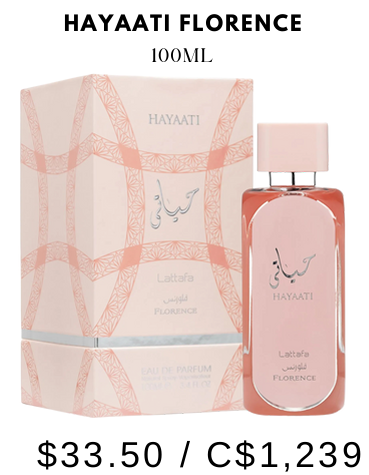 HAYAATI FLORENCE
100ML
HAYAATI
حياتي
Lattafa
فلورنس
FLORENCE
EAU DE PARFUM
حياتي
HAYAATI
Lattafa
فلورنس
FLORENCE
$33.50 / C$1,239